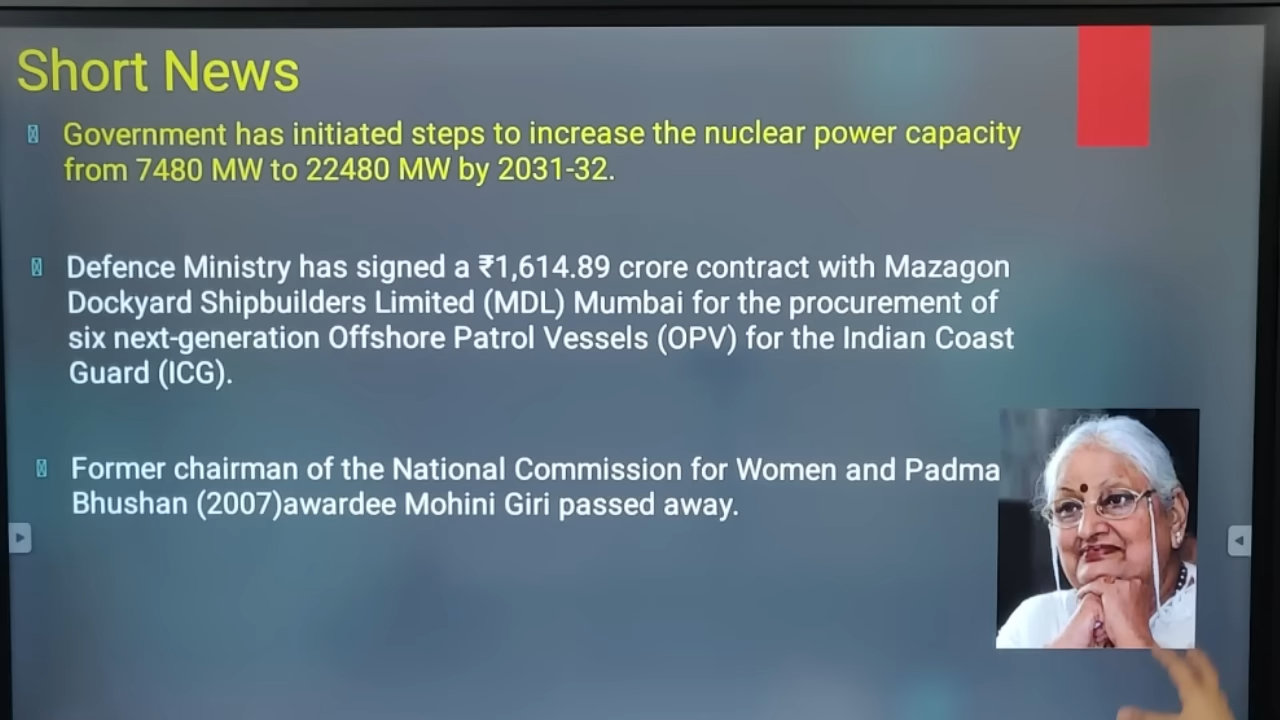 Short News
Government has initiated steps to increase the nuclear power capacity
from 7480 MW to 22480 MW by 2031-32.
Defence Ministry has signed a ₹1,614.89 crore contract with Mazagon
Dockyard Shipbuilders Limited (MDL) Mumbai for the procurement of
six next-generation Offshore Patrol Vessels (OPV) for the Indian Coast
Guard (ICG).
Former chairman of the National Commission for Women and Padma
Bhushan (2007)awardee Mohini Giri passed away.